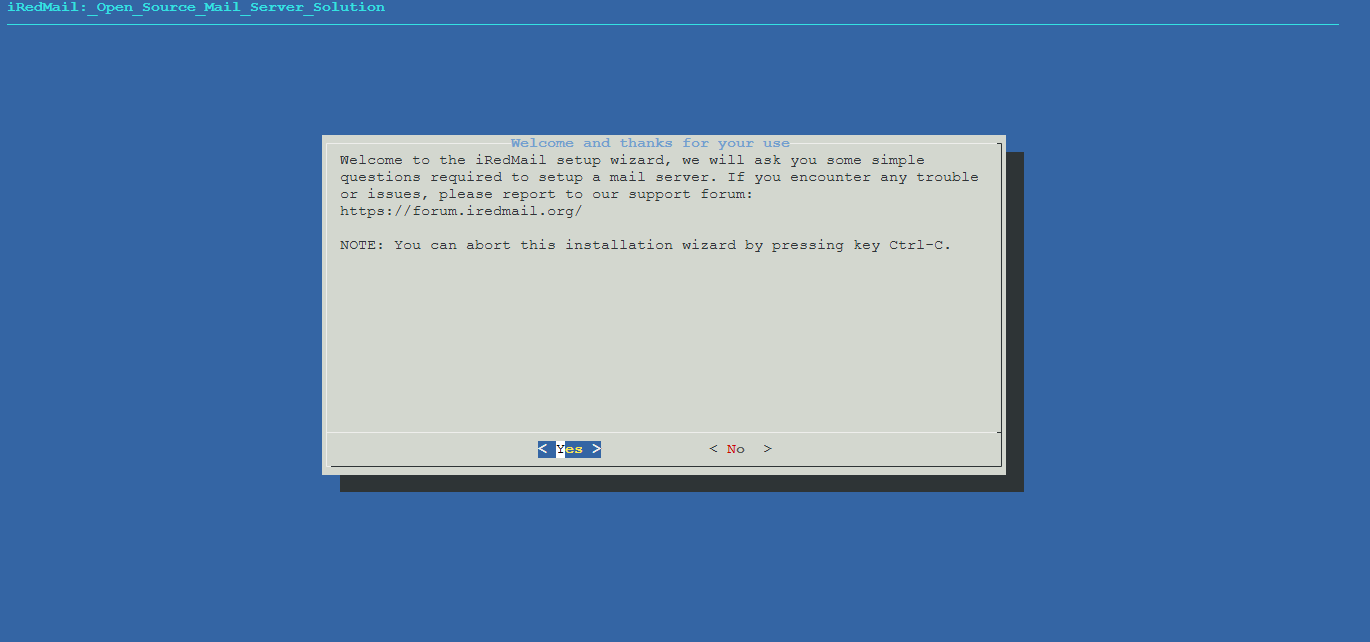 iRedMail:_Open_Source_Mail_Server_Solution
Welcome and thanks for your use
Welcome to the iRedMail setup wizard, we will ask you some simple
questions required to setup a mail server. If you encounter any trouble
or issues, please report to our support forum:
https://forum.iredmail.org/
NOTE: You can abort this installation wizard by pressing key Ctrl-C.
< Yes > < No >